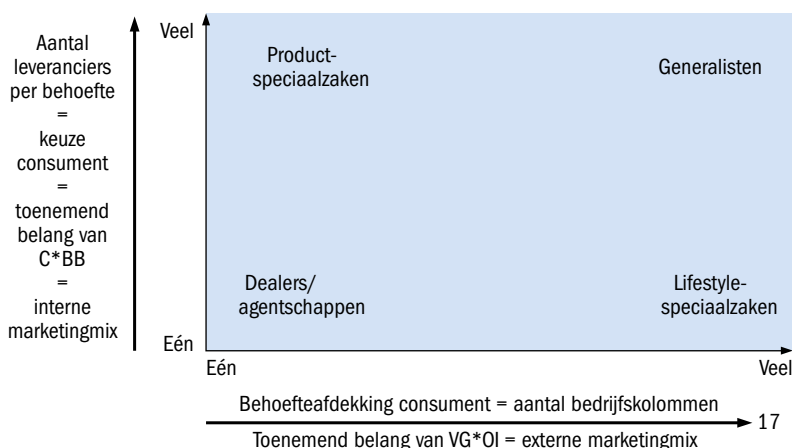 Aantal
leveranciers
per behoefte
=
keuze
consument
=
toenemend
belang van
C*BB
=
interne
marketingmix
Veel
Product-
speciaalzaken
Generalisten
Dealers/
agentschappen
Lifestyle-
speciaalzaken
Eén
Eén
Veel
Behoefteafdekking consument = aantal bedrijfskolommen
17
Toenemend belang van VG*OI = externe marketingmix